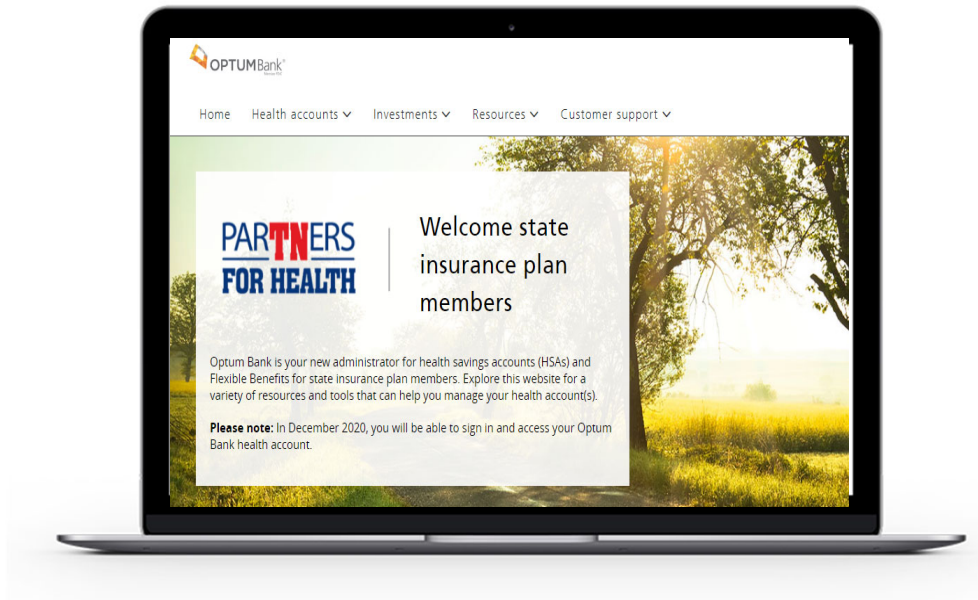 OPTUMBank®
Member FDIC
Home Health accounts Investments Resources Customer support
PARTNERS
FOR HEALTH
Welcome state
insurance plan
members
Optum Bank is your new administrator for health savings accounts (HSAs) and
Flexible Benefits for state insurance plan members. Explore this website for a
variety of resources and tools that can help you manage your health account(s).
Please note: In December 2020, you will be able to sign in and access your Optum
Bank health account.